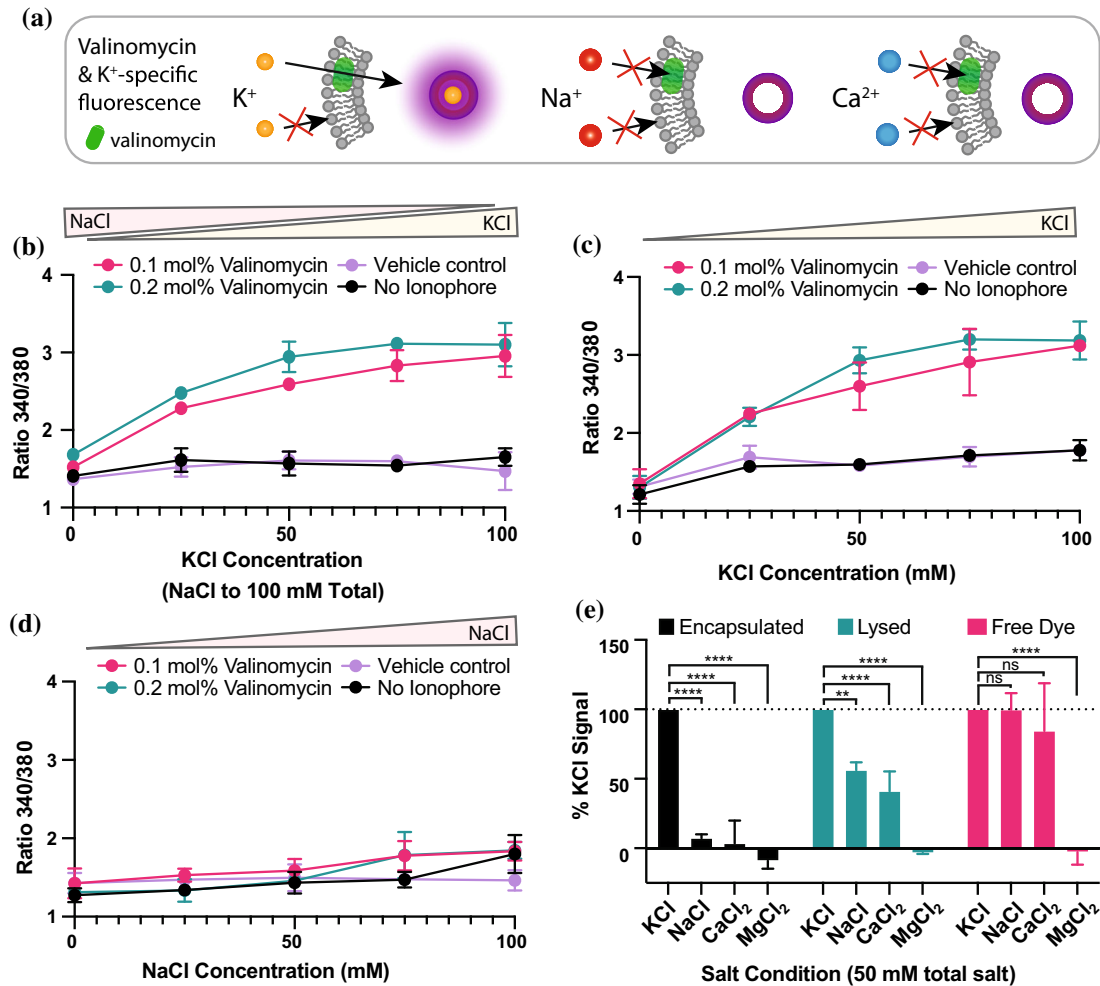 (a)
Valinomycin
& K⁺-specific
fluorescence
valinomycin
K⁺
Na⁺
Ca²⁺
NaCl
KCl
(b)
0.1 mol% Valinomycin Vehicle control
0.2 mol% Valinomycin No Ionophore
4
3
2
1
Ratio 340/380
0 50 100
KCl Concentration
(NaCl to 100 mM Total)
KCl
(c)
0.1 mol% Valinomycin Vehicle control
0.2 mol% Valinomycin No Ionophore
4
3
2
1
Ratio 340/380
0 50 100
KCl Concentration (mM)
(d)
NaCl
0.1 mol% Valinomycin Vehicle control
0.2 mol% Valinomycin No Ionophore
4
3
2
1
Ratio 340/380
0 50 100
NaCl Concentration (mM)
(e)
Encapsulated Lysed Free Dye
150
100
50
0
% KCl Signal
****
****
****
****
****
**
****
ns
ns
KCl NaCl CaCl₂ MgCl₂ KCl NaCl CaCl₂ MgCl₂ KCl NaCl CaCl₂ MgCl₂
Salt Condition (50 mM total salt)